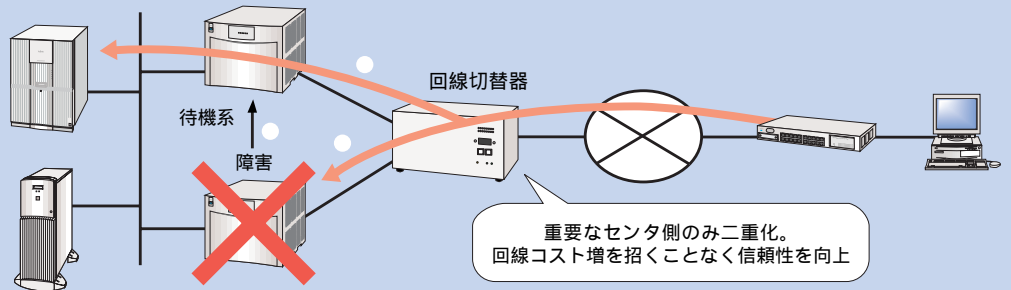 回線切替器
待機系
障害
重要なセンタ側のみ二重化。
回線コスト増を招くことなく信頼性を向上